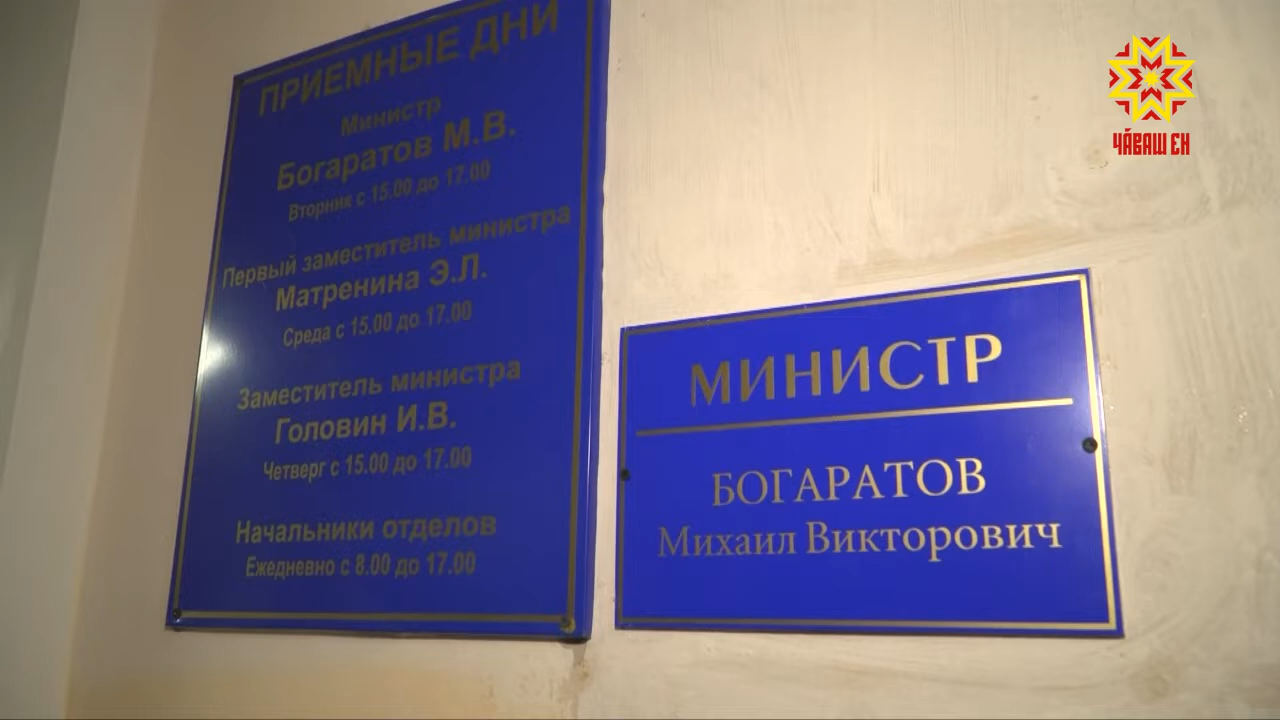 ПРИЕМНЫЕ ДНИ
Министр
Богаратов М.В.
Вторник с 15.00 до 17.00
Первый заместитель министра
Матренина Э.Л.
Среда с 15.00 до 17.00
Заместитель министра
Головин И.В.
Четверг с 15.00 до 17.00
Начальники отделов
Ежедневно с 8.00 до 17.00
МИНИСТР
БОГАРАТОВ
Михаил Викторович
ЧӐВАШ ЕН